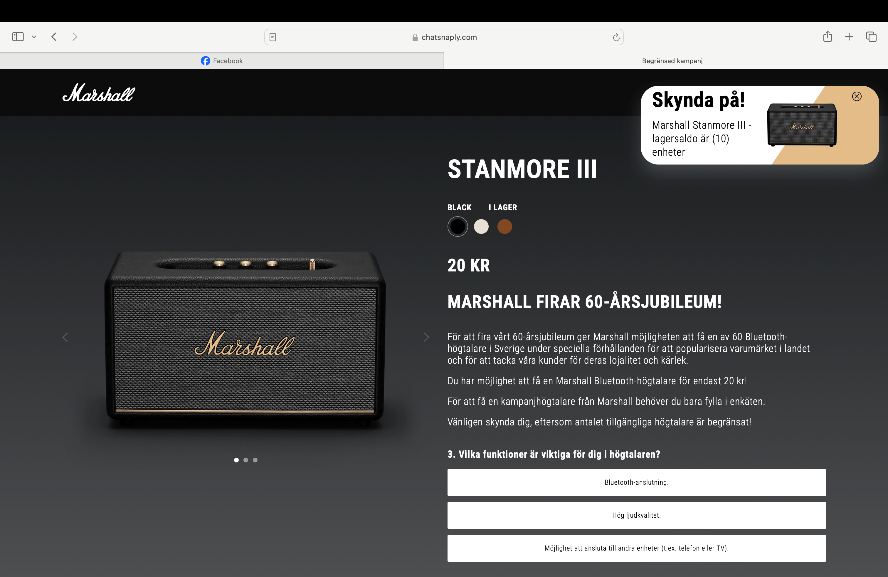 chatsnaply.com
Facebook
Begränsad kampanj
Marshall
Skynda på!
Marshall Stanmore III -
lagersaldo är (10)
enheter
Marshall
STANMORE III
BLACK I LAGER
20 KR
MARSHALL FIRAR 60-ÅRSJUBILEUM!
För att fira vårt 60-årsjubileum ger Marshall möjligheten att få en av 60 Bluetooth-
högtalare i Sverige under speciella förhållanden för att popularisera varumärket i landet
och för att tacka våra kunder för deras lojalitet och kärlek.
Du har möjlighet att få en Marshall Bluetooth-högtalare för endast 20 kr!
För att få en kampanjhögtalare från Marshall behöver du bara fylla i enkäten.
Vänligen skynda dig, eftersom antalet tillgängliga högtalare är begränsat!
Marshall
3. Vilka funktioner är viktiga för dig i högtalaren?
Bluetooth-anslutning.
Hög ljudkvalitet.
Möjlighet att ansluta till andra enheter (t.ex. telefon eller TV).